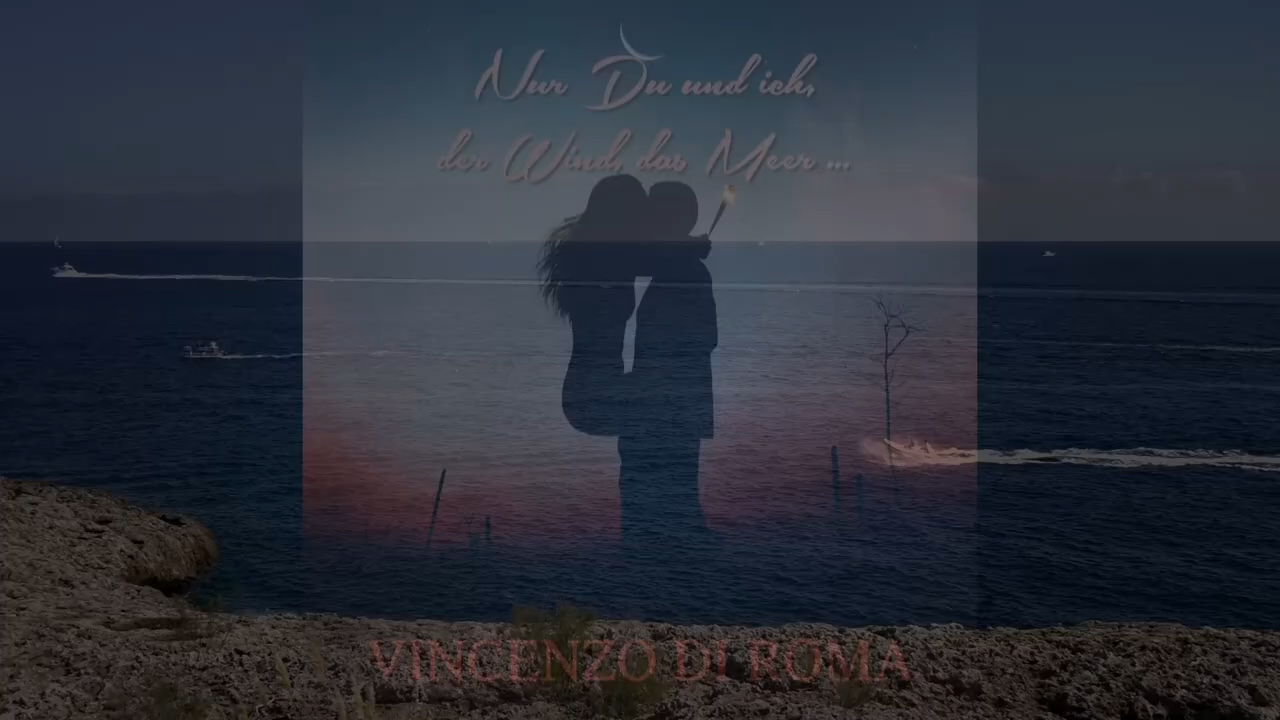 Nur Du und ich,
der Wind, das Meer ...
VINCENZO DI ROMA